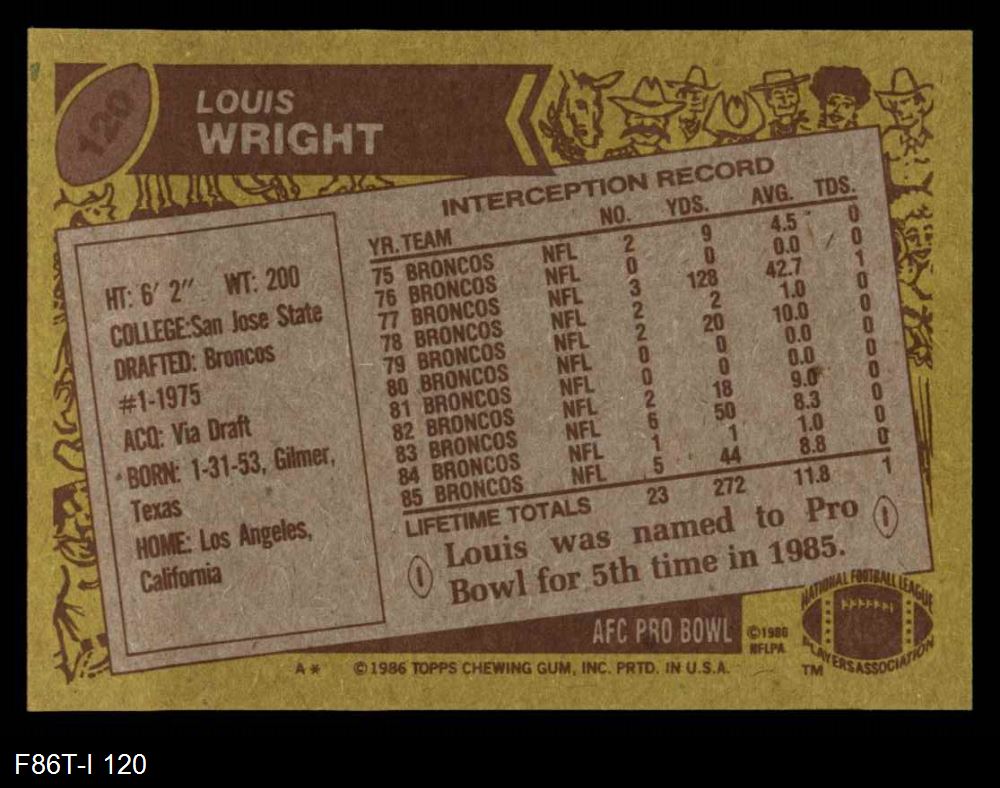 120
LOUIS
WRIGHT
HT: 6′ 2″ WT: 200
COLLEGE:San Jose State
DRAFTED: Broncos
#1-1975
ACQ: Via Draft
BORN: 1-31-53, Gilmer,
Texas
HOME: Los Angeles,
California
INTERCEPTION RECORD
YR. TEAM NO. YDS. AVG. TDS.
75 BRONCOS NFL 2 9 4.5 0
76 BRONCOS NFL 0 0 0.0 0
77 BRONCOS NFL 3 128 42.7 1
78 BRONCOS NFL 2 2 1.0 0
79 BRONCOS NFL 2 20 10.0 0
80 BRONCOS NFL 0 0 0.0 0
81 BRONCOS NFL 0 0 0.0 0
82 BRONCOS NFL 2 18 9.0 0
83 BRONCOS NFL 6 50 8.3 0
84 BRONCOS NFL 1 1 1.0 0
85 BRONCOS NFL 5 44 8.8 0
LIFETIME TOTALS 23 272 11.8 1
Louis was named to Pro
Bowl for 5th time in 1985.
AFC PRO BOWL
©1986
NFLPA
NATIONAL FOOTBALL LEAGUE
PLAYERS ASSOCIATION
TM
A* ©1986 TOPPS CHEWING GUM, INC. PRTD. IN U.S.A.
F86T-I 120